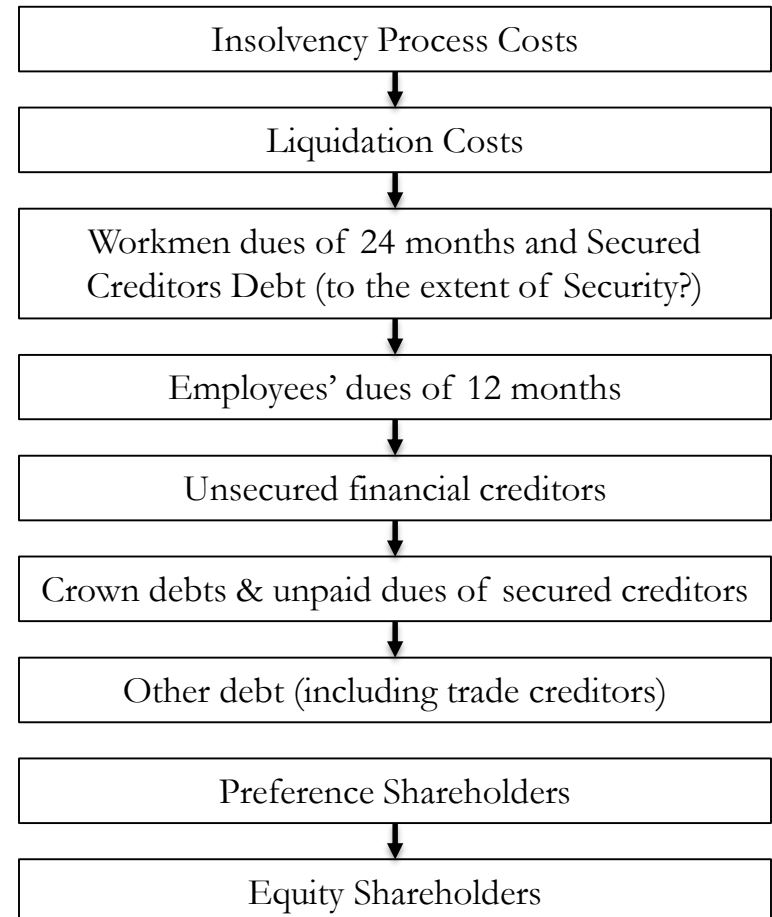 Insolvency Process Costs
Liquidation Costs
Workmen dues of 24 months and Secured
Creditors Debt (to the extent of Security?)
Employees’ dues of 12 months
Unsecured financial creditors
Crown debts & unpaid dues of secured creditors
Other debt (including trade creditors)
Preference Shareholders
Equity Shareholders